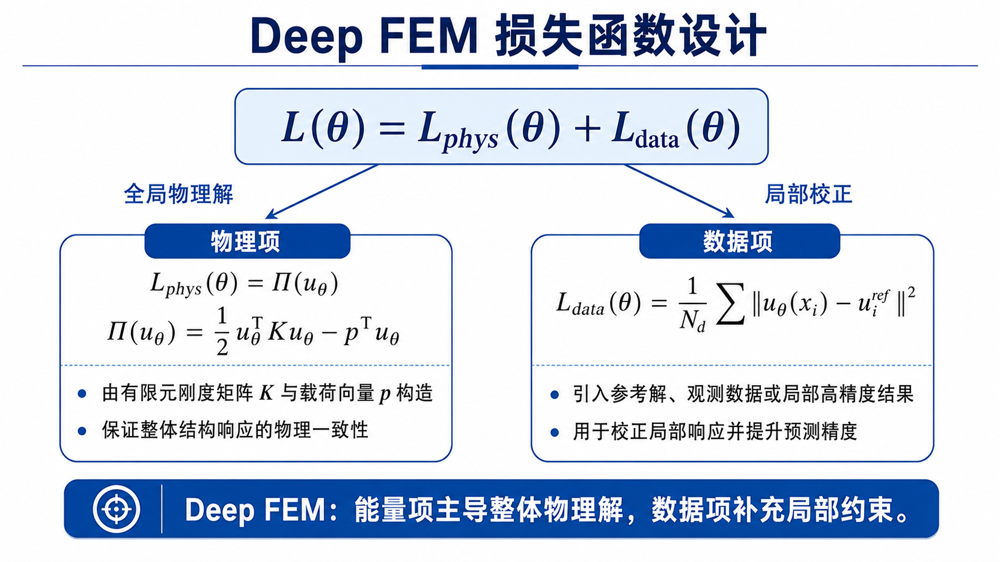 Deep FEM 损失函数设计
L(θ) = L_phys(θ) + L_data(θ)
全局物理解
局部校正
物理项
L_phys(θ) = Π(u_θ)
Π(u_θ) = 1/2 u_θ^T K u_θ − p^T u_θ
由有限元刚度矩阵 K 与载荷向量 p 构造
保证整体结构响应的物理一致性
数据项
L_data(θ) = 1/N_d ∑ ‖u_θ(x_i) − u_i^ref‖^2
引入参考解、观测数据或局部高精度结果
用于校正局部响应并提升预测精度
Deep FEM：能量项主导整体物理解，数据项补充局部约束。